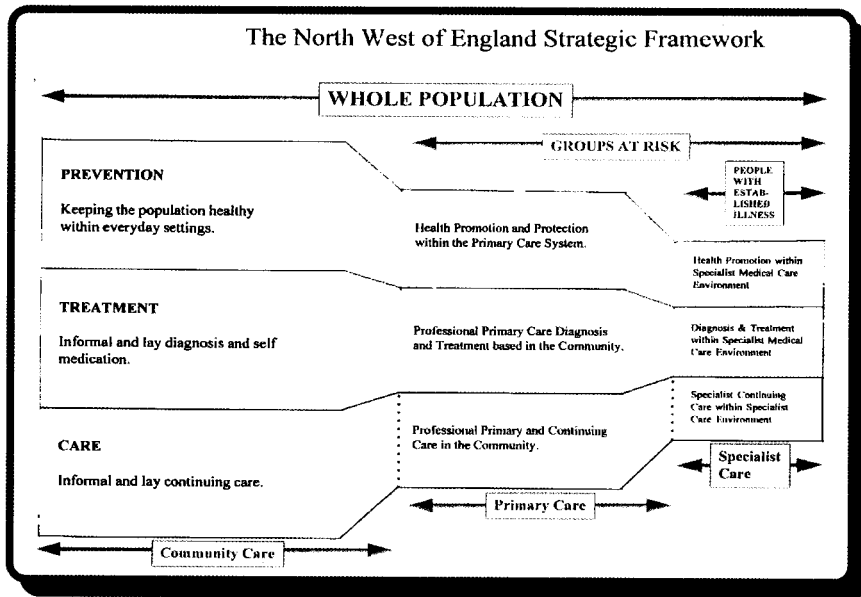 The North West of England Strategic Framework
WHOLE POPULATION
GROUPS AT RISK
PEOPLE
WITH
ESTAB-
LISHED
ILLNESS
PREVENTION
Keeping the population healthy
within everyday settings.
Health Promotion and Protection
within the Primary Care System.
Health Promotion within
Specialist Medical Care
Environment
TREATMENT
Informal and lay diagnosis and self
medication.
Professional Primary Care Diagnosis
and Treatment based in the Community.
Diagnosis & Treatment
within Specialist Medical
Care Environment
CARE
Informal and lay continuing care.
Professional Primary and Continuing
Care in the Community.
Specialist Continuing
Care within Specialist
Care Environment
Specialist
Care
Primary Care
Community Care